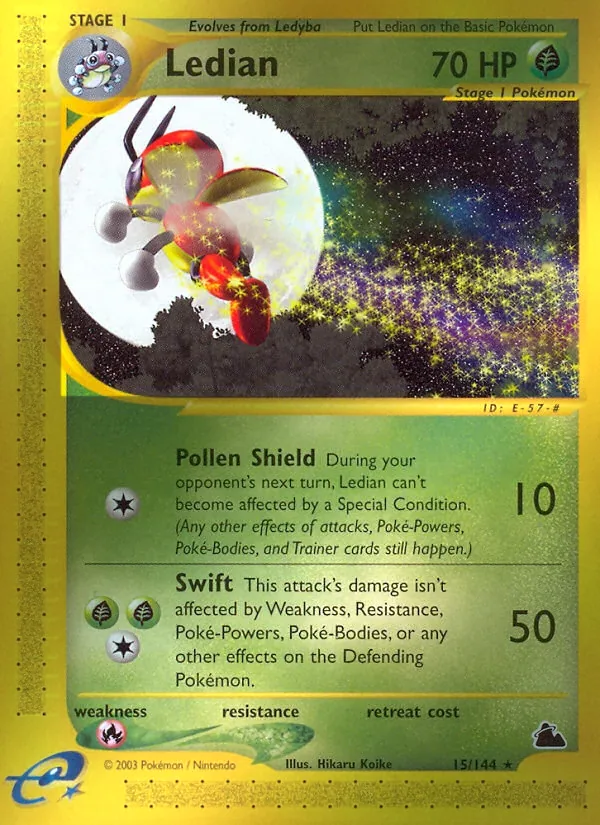 STAGE 1
Evolves from Ledyba
Put Ledian on the Basic Pokémon
Ledian
70 HP
Stage 1 Pokémon
ID: E-57-#
Pollen Shield During your
opponent's next turn, Ledian can't
become affected by a Special Condition.
(Any other effects of attacks, Poké-Powers,
Poké-Bodies, and Trainer cards still happen.)
10
Swift This attack's damage isn't
affected by Weakness, Resistance,
Poké-Powers, Poké-Bodies, or any
other effects on the Defending
Pokémon.
50
weakness
resistance
retreat cost
© 2003 Pokémon / Nintendo
Illus. Hikaru Koike
15/144 ★
e